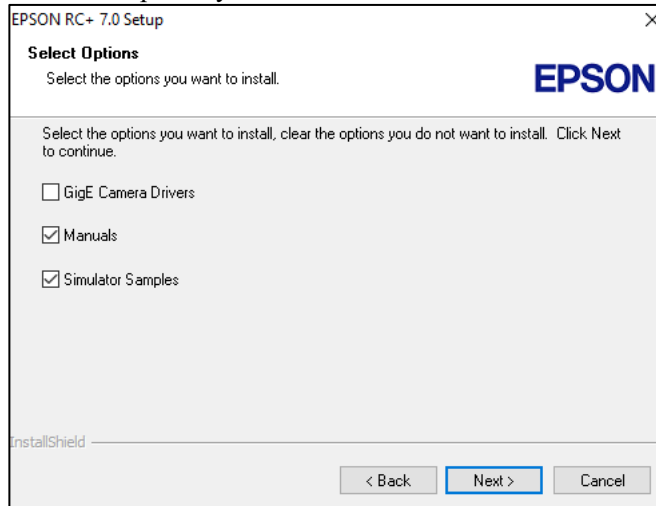 EPSON RC+ 7.0 Setup
Select Options
Select the options you want to install.
EPSON
Select the options you want to install, clear the options you do not want to install. Click Next
to continue.
GigE Camera Drivers
Manuals
Simulator Samples
InstallShield
< Back
Next >
Cancel